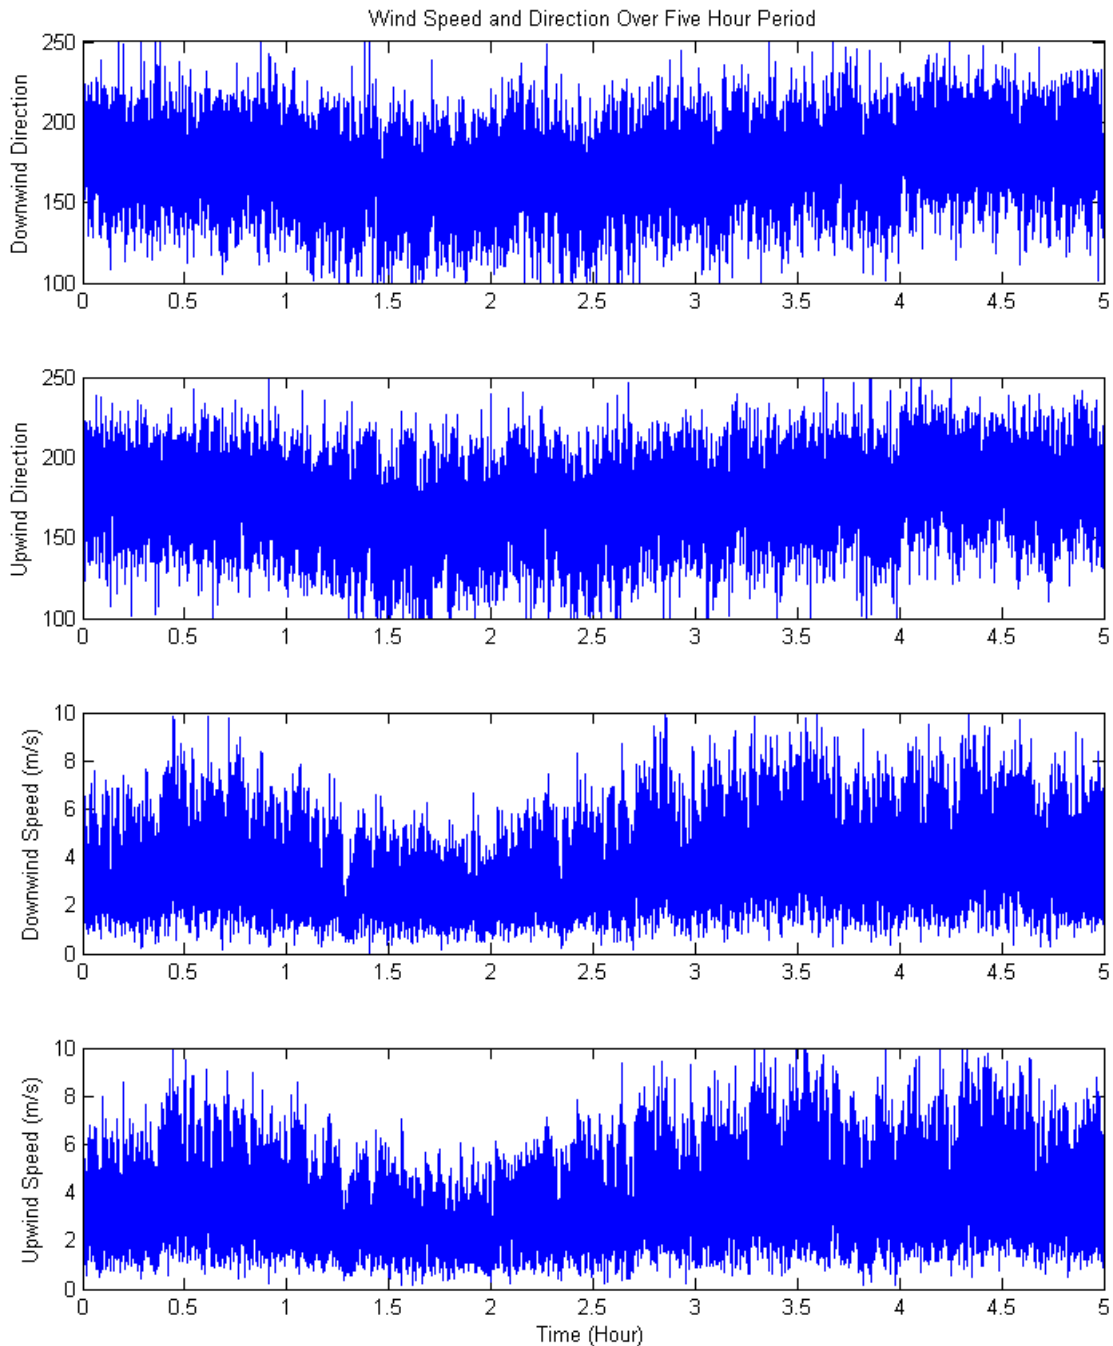 Wind Speed and Direction Over Five Hour Period
Downwind Direction
250
200
150
100
0 0.5 1 1.5 2 2.5 3 3.5 4 4.5 5
Upwind Direction
250
200
150
100
0 0.5 1 1.5 2 2.5 3 3.5 4 4.5 5
Downwind Speed (m/s)
10
8
6
4
2
0
0 0.5 1 1.5 2 2.5 3 3.5 4 4.5 5
Upwind Speed (m/s)
10
8
6
4
2
0
0 0.5 1 1.5 2 2.5 3 3.5 4 4.5 5
Time (Hour)